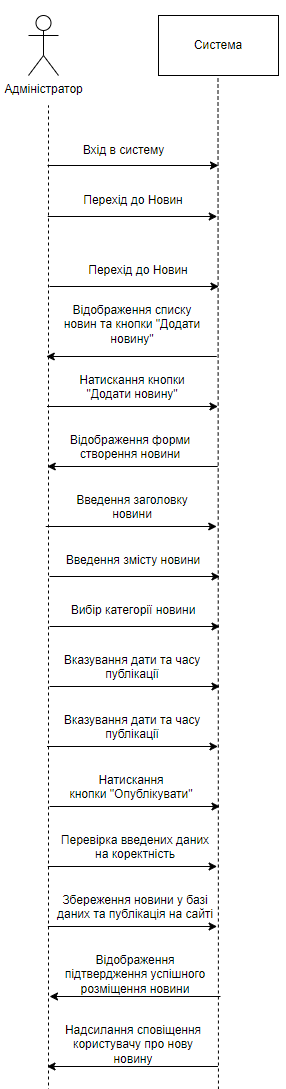 Система
Адміністратор
Вхід в систему
Перехід до Новин
Перехід до Новин
Відображення списку
новин та кнопки "Додати
новину"
Натискання кнопки
"Додати новину"
Відображення форми
створення новини
Введення заголовку
новини
Введення змісту новини
Вибір категорії новини
Вказування дати та часу
публікації
Вказування дати та часу
публікації
Натискання
кнопки "Опублікувати"
Перевірка введених даних
на коректність
Збереження новини у базі
даних та публікація на сайті
Відображення
підтвердження успішного
розміщення новини
Надсилання сповіщення
користувачу про нову
новину